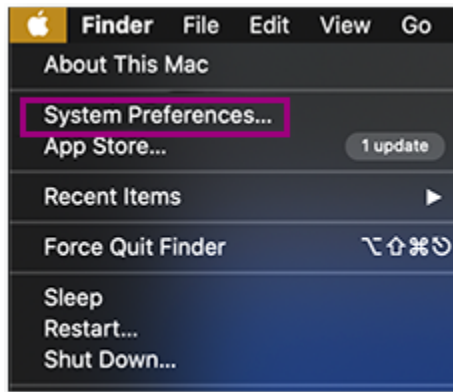 Finder File Edit View Go
About This Mac
System Preferences...
App Store... 1 update
Recent Items
Force Quit Finder ⌥⇧⌘⎋
Sleep
Restart...
Shut Down...